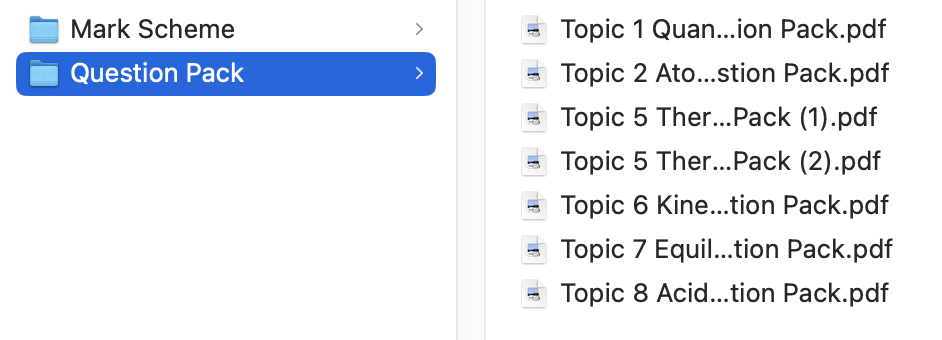 Mark Scheme
Question Pack
Topic 1 Quan...ion Pack.pdf
Topic 2 Ato...stion Pack.pdf
Topic 5 Ther...Pack (1).pdf
Topic 5 Ther...Pack (2).pdf
Topic 6 Kine...tion Pack.pdf
Topic 7 Equil...tion Pack.pdf
Topic 8 Acid...tion Pack.pdf